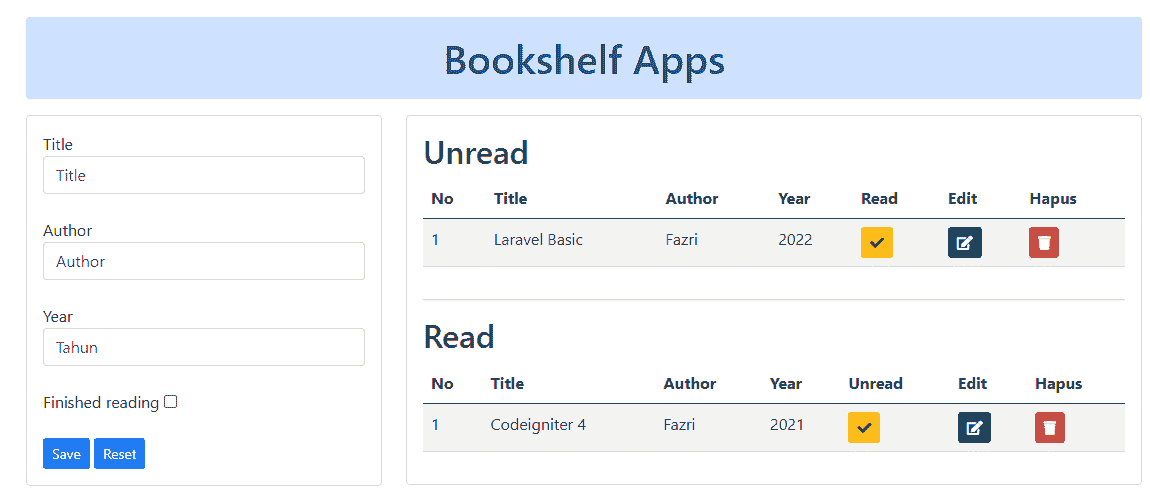 Bookshelf Apps
Title
Title
Author
Author
Year
Tahun
Finished reading
Save Reset
Unread
No Title Author Year Read Edit Hapus
1 Laravel Basic Fazri 2022
Read
No Title Author Year Unread Edit Hapus
1 Codeigniter 4 Fazri 2021